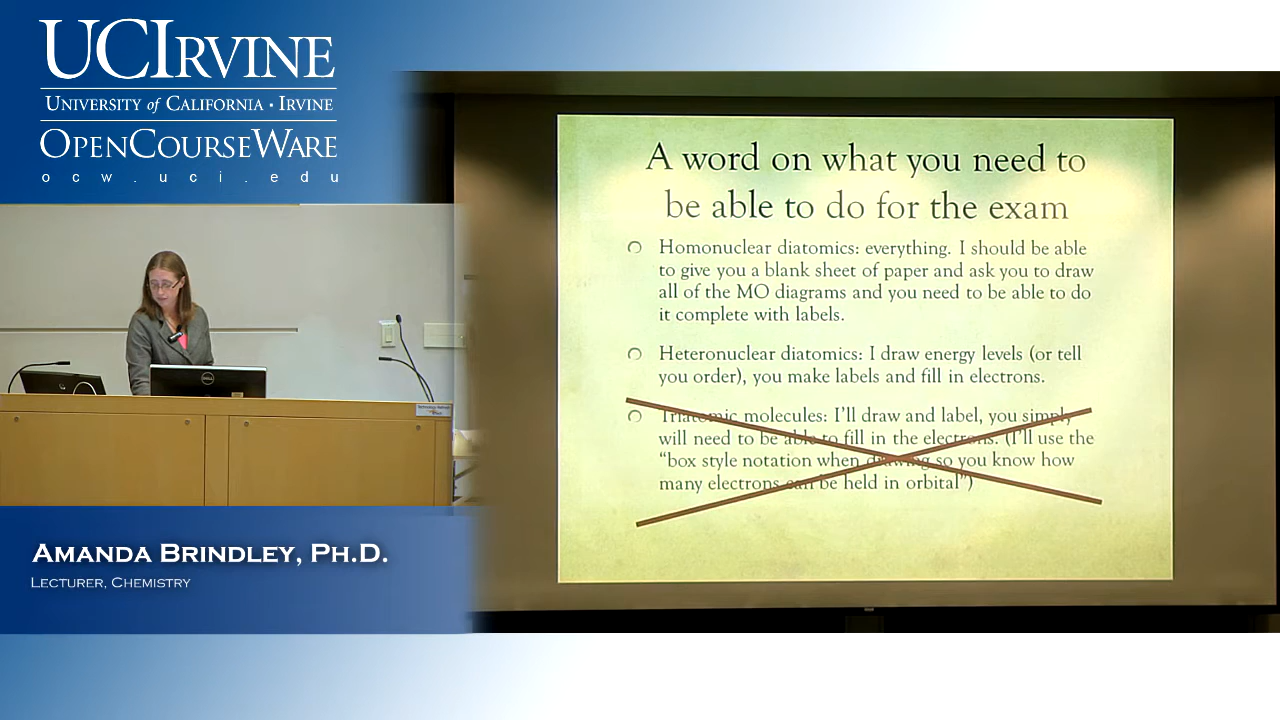 UCIRVINE
UNIVERSITY of CALIFORNIA · IRVINE
OPENCOURSEWARE
ocw.uci.edu
A word on what you need to
be able to do for the exam
Homonuclear diatomics: everything. I should be able
to give you a blank sheet of paper and ask you to draw
all of the MO diagrams and you need to be able to do
it complete with labels.
Heteronuclear diatomics: I draw energy levels (or tell
you order), you make labels and fill in electrons.
Triatomic molecules: I'll draw and label, you simply
will need to be able to fill in the electrons. (I'll use the
"box style notation when drawing so you know how
many electrons can be held in orbital")
DELL
AMANDA BRINDLEY, PH.D.
LECTURER, CHEMISTRY